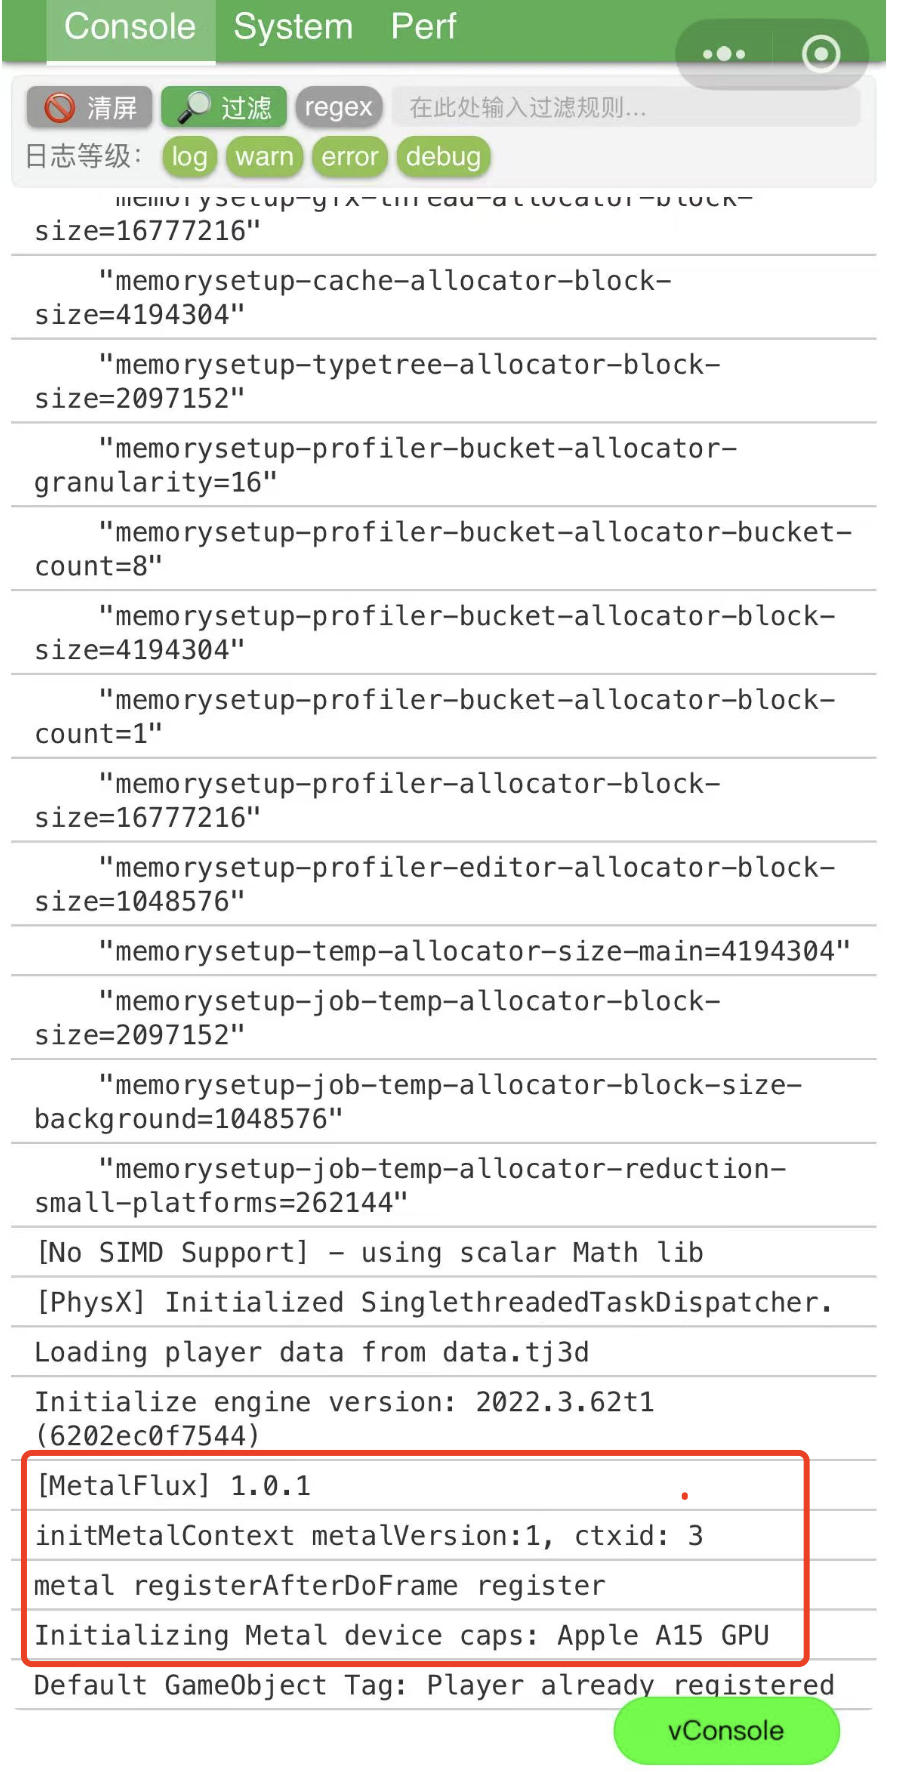 Console System Perf
清屏 过滤 regex 在此处输入过滤规则...
日志等级： log warn error debug
"memorysetup-gfx-thread-allocator-block-
size=16777216"
"memorysetup-cache-allocator-block-
size=4194304"
"memorysetup-typetree-allocator-block-
size=2097152"
"memorysetup-profiler-bucket-allocator-
granularity=16"
"memorysetup-profiler-bucket-allocator-bucket-
count=8"
"memorysetup-profiler-bucket-allocator-block-
size=4194304"
"memorysetup-profiler-bucket-allocator-block-
count=1"
"memorysetup-profiler-allocator-block-
size=16777216"
"memorysetup-profiler-editor-allocator-block-
size=1048576"
"memorysetup-temp-allocator-size-main=4194304"
"memorysetup-job-temp-allocator-block-
size=2097152"
"memorysetup-job-temp-allocator-block-size-
background=1048576"
"memorysetup-job-temp-allocator-reduction-
small-platforms=262144"
[No SIMD Support] - using scalar Math lib
[PhysX] Initialized SinglethreadedTaskDispatcher.
Loading player data from data.tj3d
Initialize engine version: 2022.3.62t1
(6202ec0f7544)
[MetalFlux] 1.0.1
initMetalContext metalVersion:1, ctxid: 3
metal registerAfterDoFrame register
Initializing Metal device caps: Apple A15 GPU
Default GameObject Tag: Player already registered
vConsole